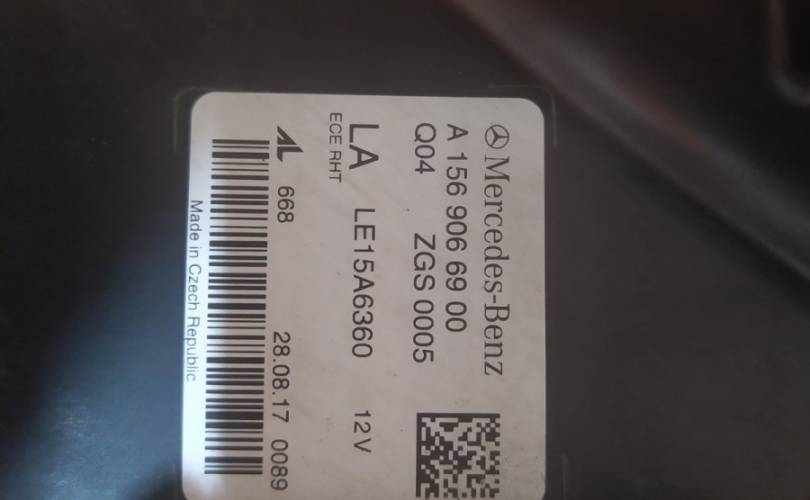 Mercedes-Benz
A 156 906 69 00
Q04 ZGS 0005
LA LE15A6360 12V
ECE RHT
AL 668 28.08.17 0089
Made in Czech Republic